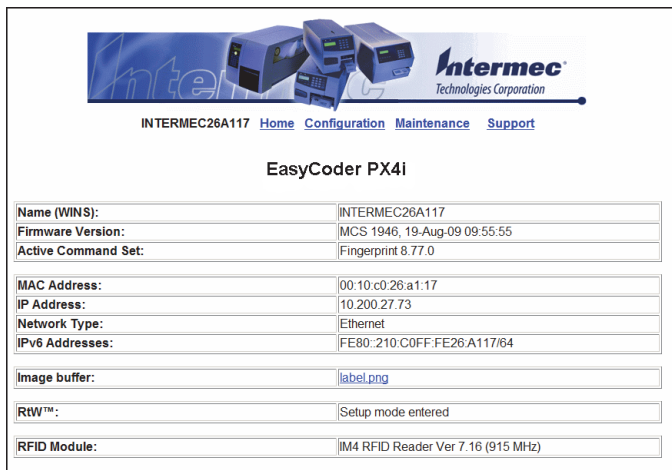 Inte
Intermec®
Technologies Corporation
INTERMEC26A117 Home Configuration Maintenance Support
EasyCoder PX4i
Name (WINS): INTERMEC26A117
Firmware Version: MCS 1946, 19-Aug-09 09:55:55
Active Command Set: Fingerprint 8.77.0
MAC Address: 00:10:c0:26:a1:17
IP Address: 10.200.27.73
Network Type: Ethernet
IPv6 Addresses: FE80::210:C0FF:FE26:A117/64
Image buffer: label.png
RtW™: Setup mode entered
RFID Module: IM4 RFID Reader Ver 7.16 (915 MHz)